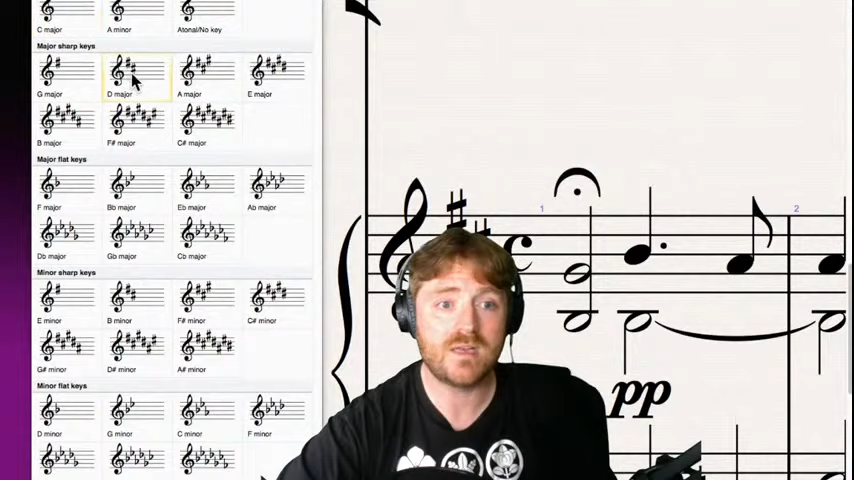 C major A minor Atonal/No key
Major sharp keys
G major D major A major E major
B major F# major C# major
Major flat keys
F major Bb major Eb major Ab major
Db major Gb major Cb major
Minor sharp keys
E minor B minor F# minor C# minor
G# minor D# minor A# minor
Minor flat keys
D minor G minor C minor F minor
1 2
pp